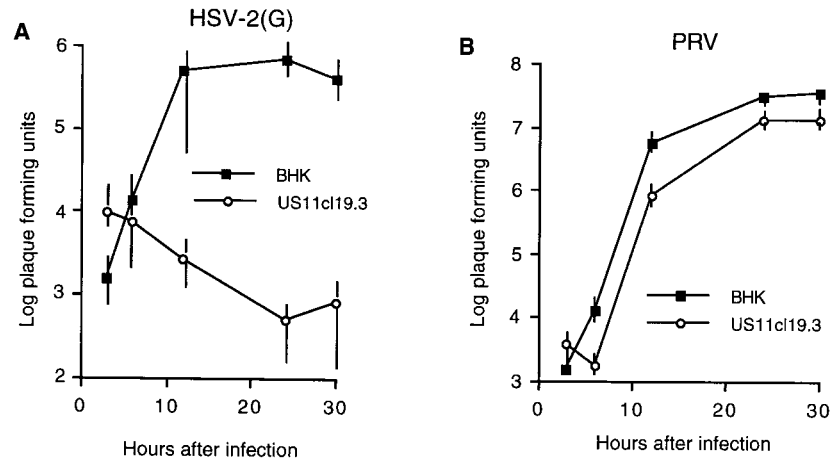 A
HSV-2(G)
6
5
4
3
2
Log plaque forming units
BHK
US11cl19.3
0
10
20
30
Hours after infection
B
PRV
8
7
6
5
4
3
Log plaque forming units
BHK
US11cl19.3
0
10
20
30
Hours after infection